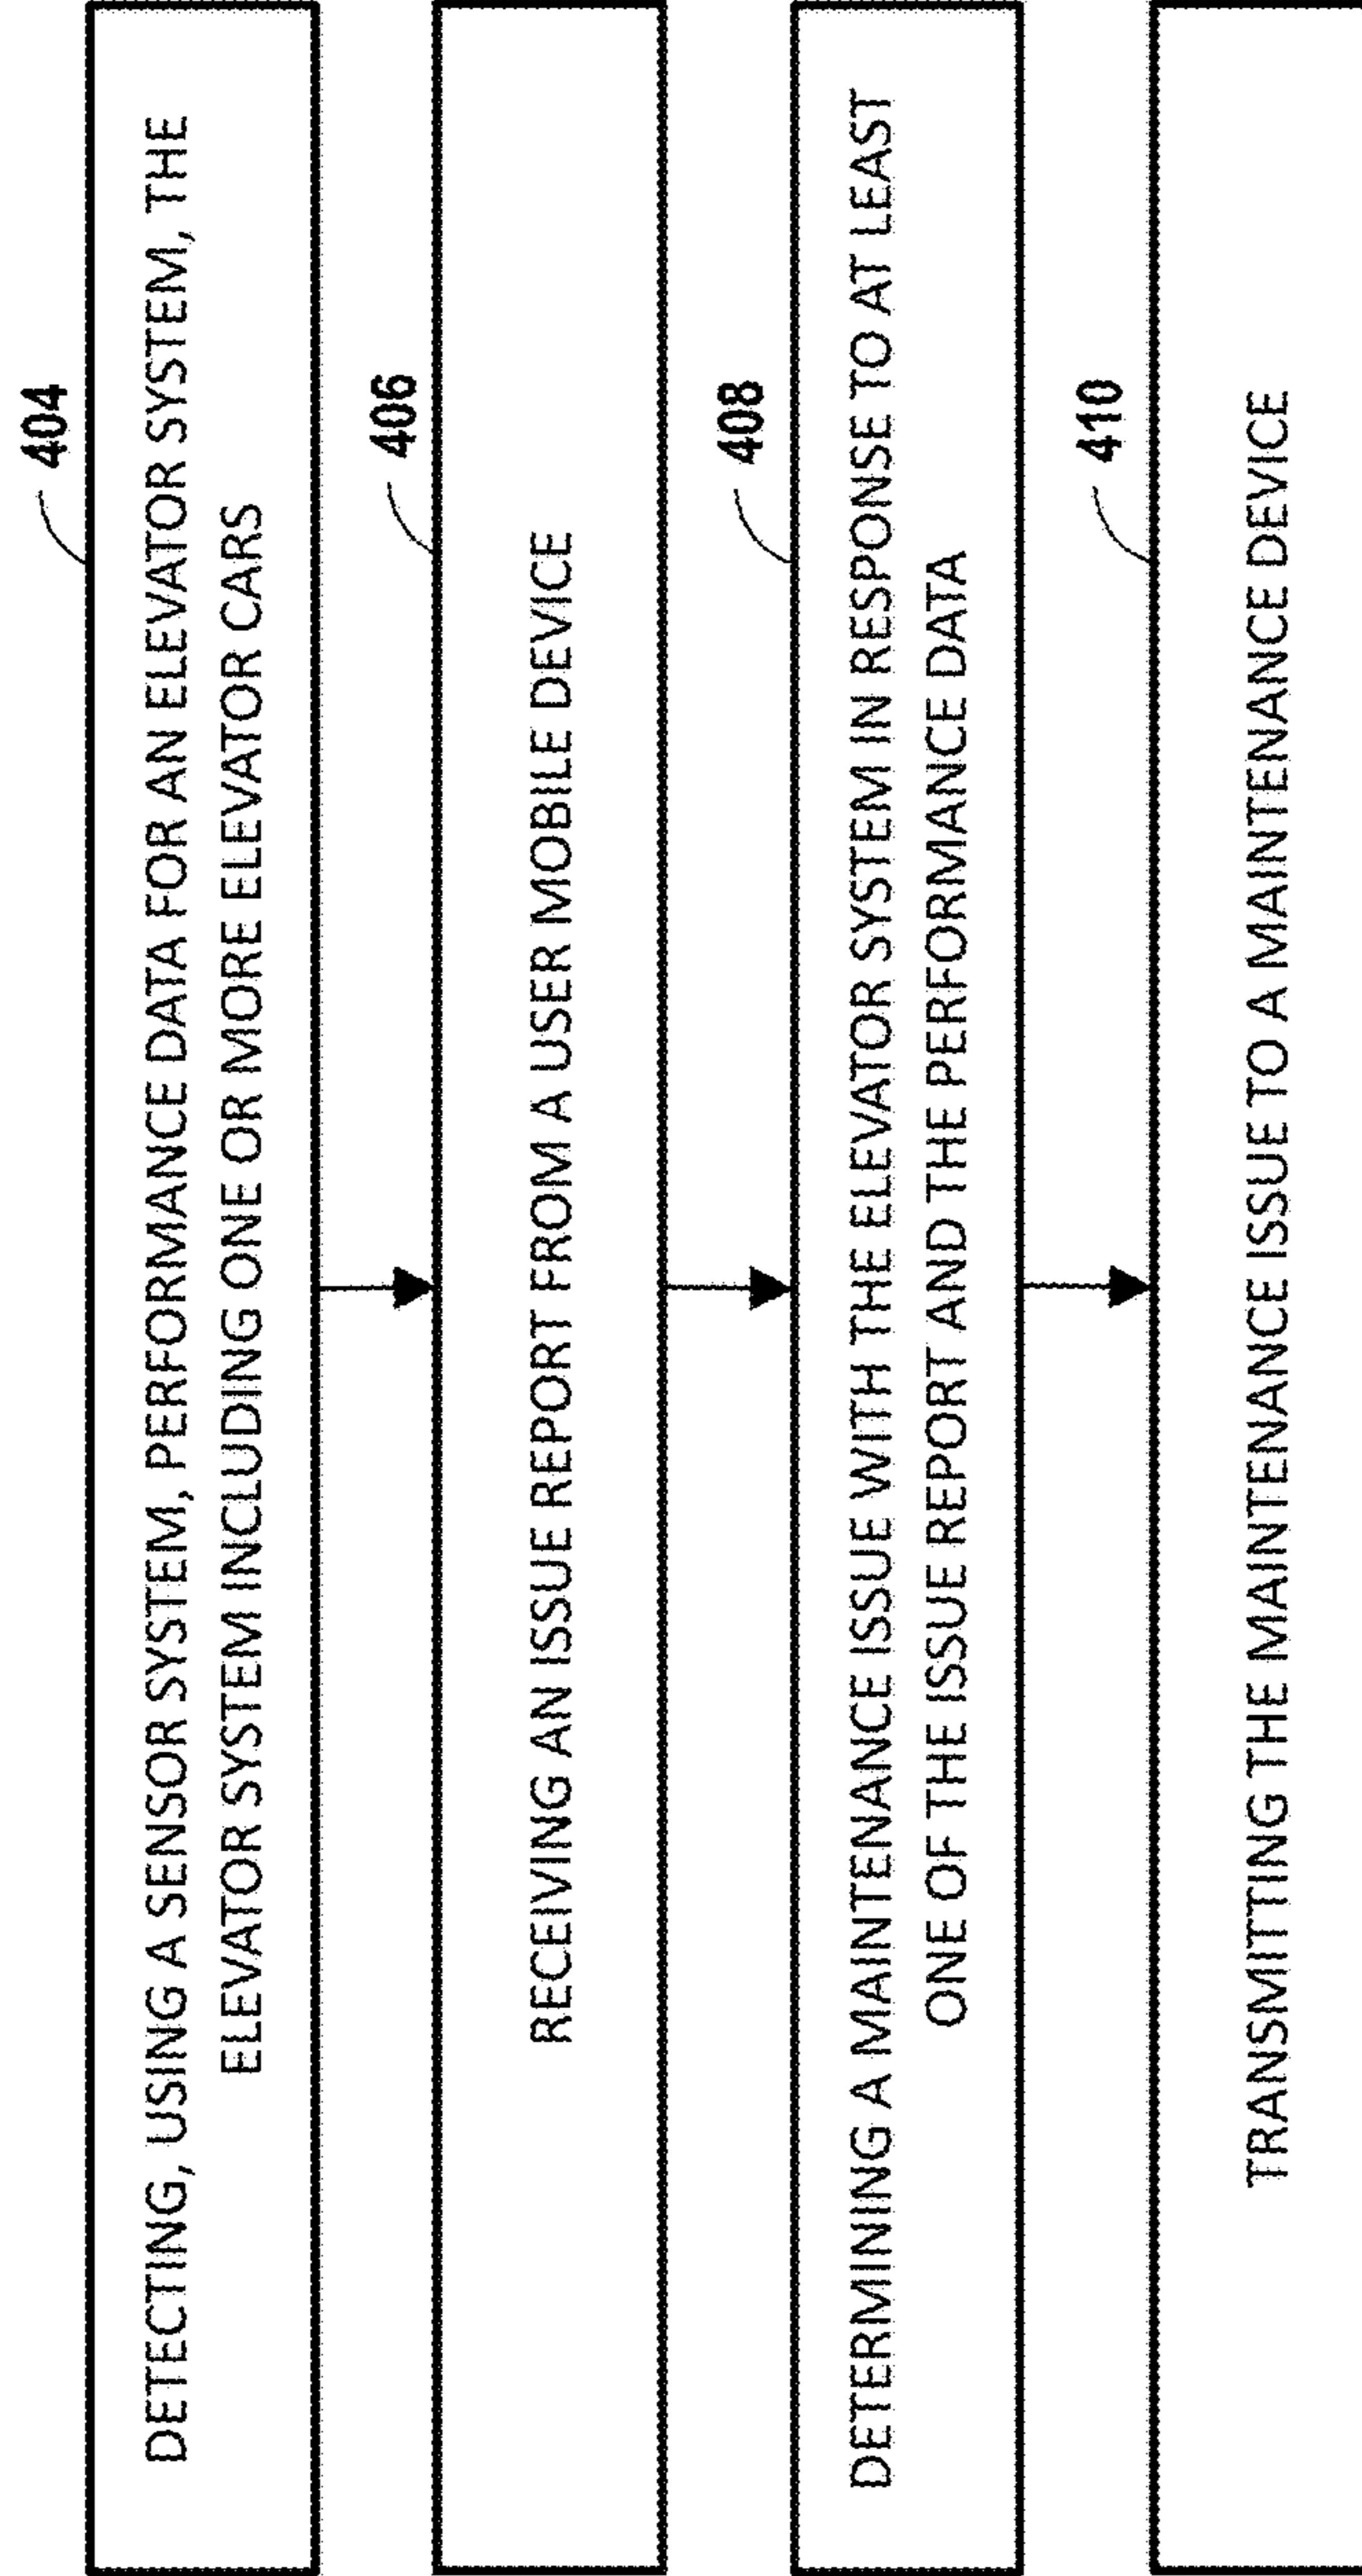 404
DETECTING, USING A SENSOR SYSTEM, PERFORMANCE DATA FOR AN ELEVATOR SYSTEM, THE
ELEVATOR SYSTEM INCLUDING ONE OR MORE ELEVATOR CARS
406
RECEIVING AN ISSUE REPORT FROM A USER MOBILE DEVICE
408
DETERMINING A MAINTENANCE ISSUE WITH THE ELEVATOR SYSTEM IN RESPONSE TO AT LEAST
ONE OF THE ISSUE REPORT AND THE PERFORMANCE DATA
410
TRANSMITTING THE MAINTENANCE ISSUE TO A MAINTENANCE DEVICE